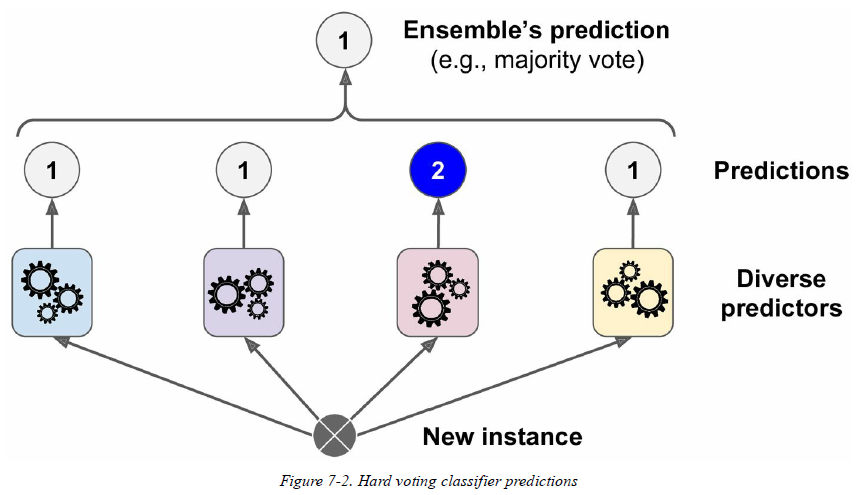 1
Ensemble’s prediction
(e.g., majority vote)
1
1
2
1
Predictions
Diverse
predictors
New instance
Figure 7-2. Hard voting classifier predictions